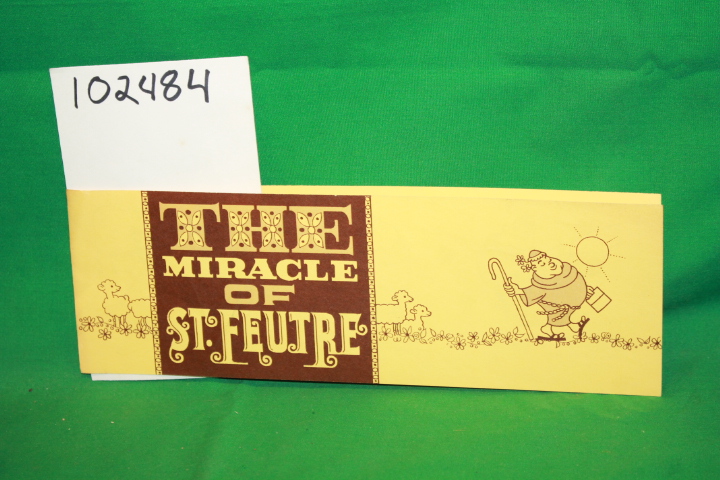 102484
THE
MIRACLE
OF
ST. FEUTRE